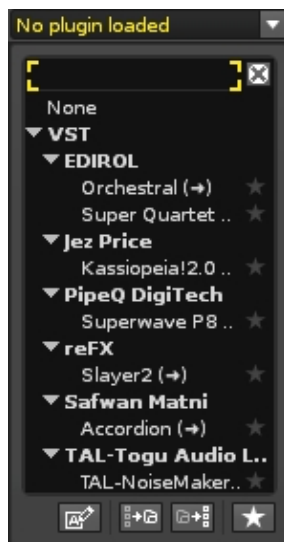 No plugin loaded
None
VST
EDIROL
Orchestral (→)
Super Quartet ..
Jez Price
Kassiopeia!2.0 ..
PipeQ DigiTech
Superwave P8 ..
reFX
Slayer2 (→)
Safwan Matni
Accordion (→)
TAL-Togu Audio L..
TAL-NoiseMaker..